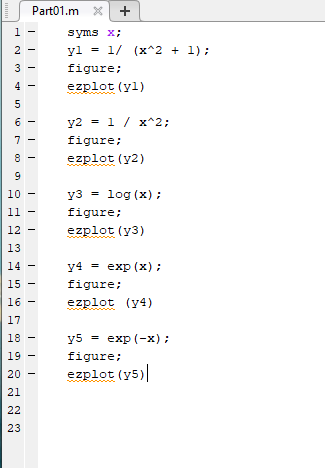 Part01.m × +
1 – syms x;
2 – y1 = 1/ (x^2 + 1);
3 – figure;
4 – ezplot(y1)
5
6 – y2 = 1 / x^2;
7 – figure;
8 – ezplot(y2)
9
10 – y3 = log(x);
11 – figure;
12 – ezplot(y3)
13
14 – y4 = exp(x);
15 – figure;
16 – ezplot (y4)
17
18 – y5 = exp(-x);
19 – figure;
20 – ezplot(y5)
21
22
23